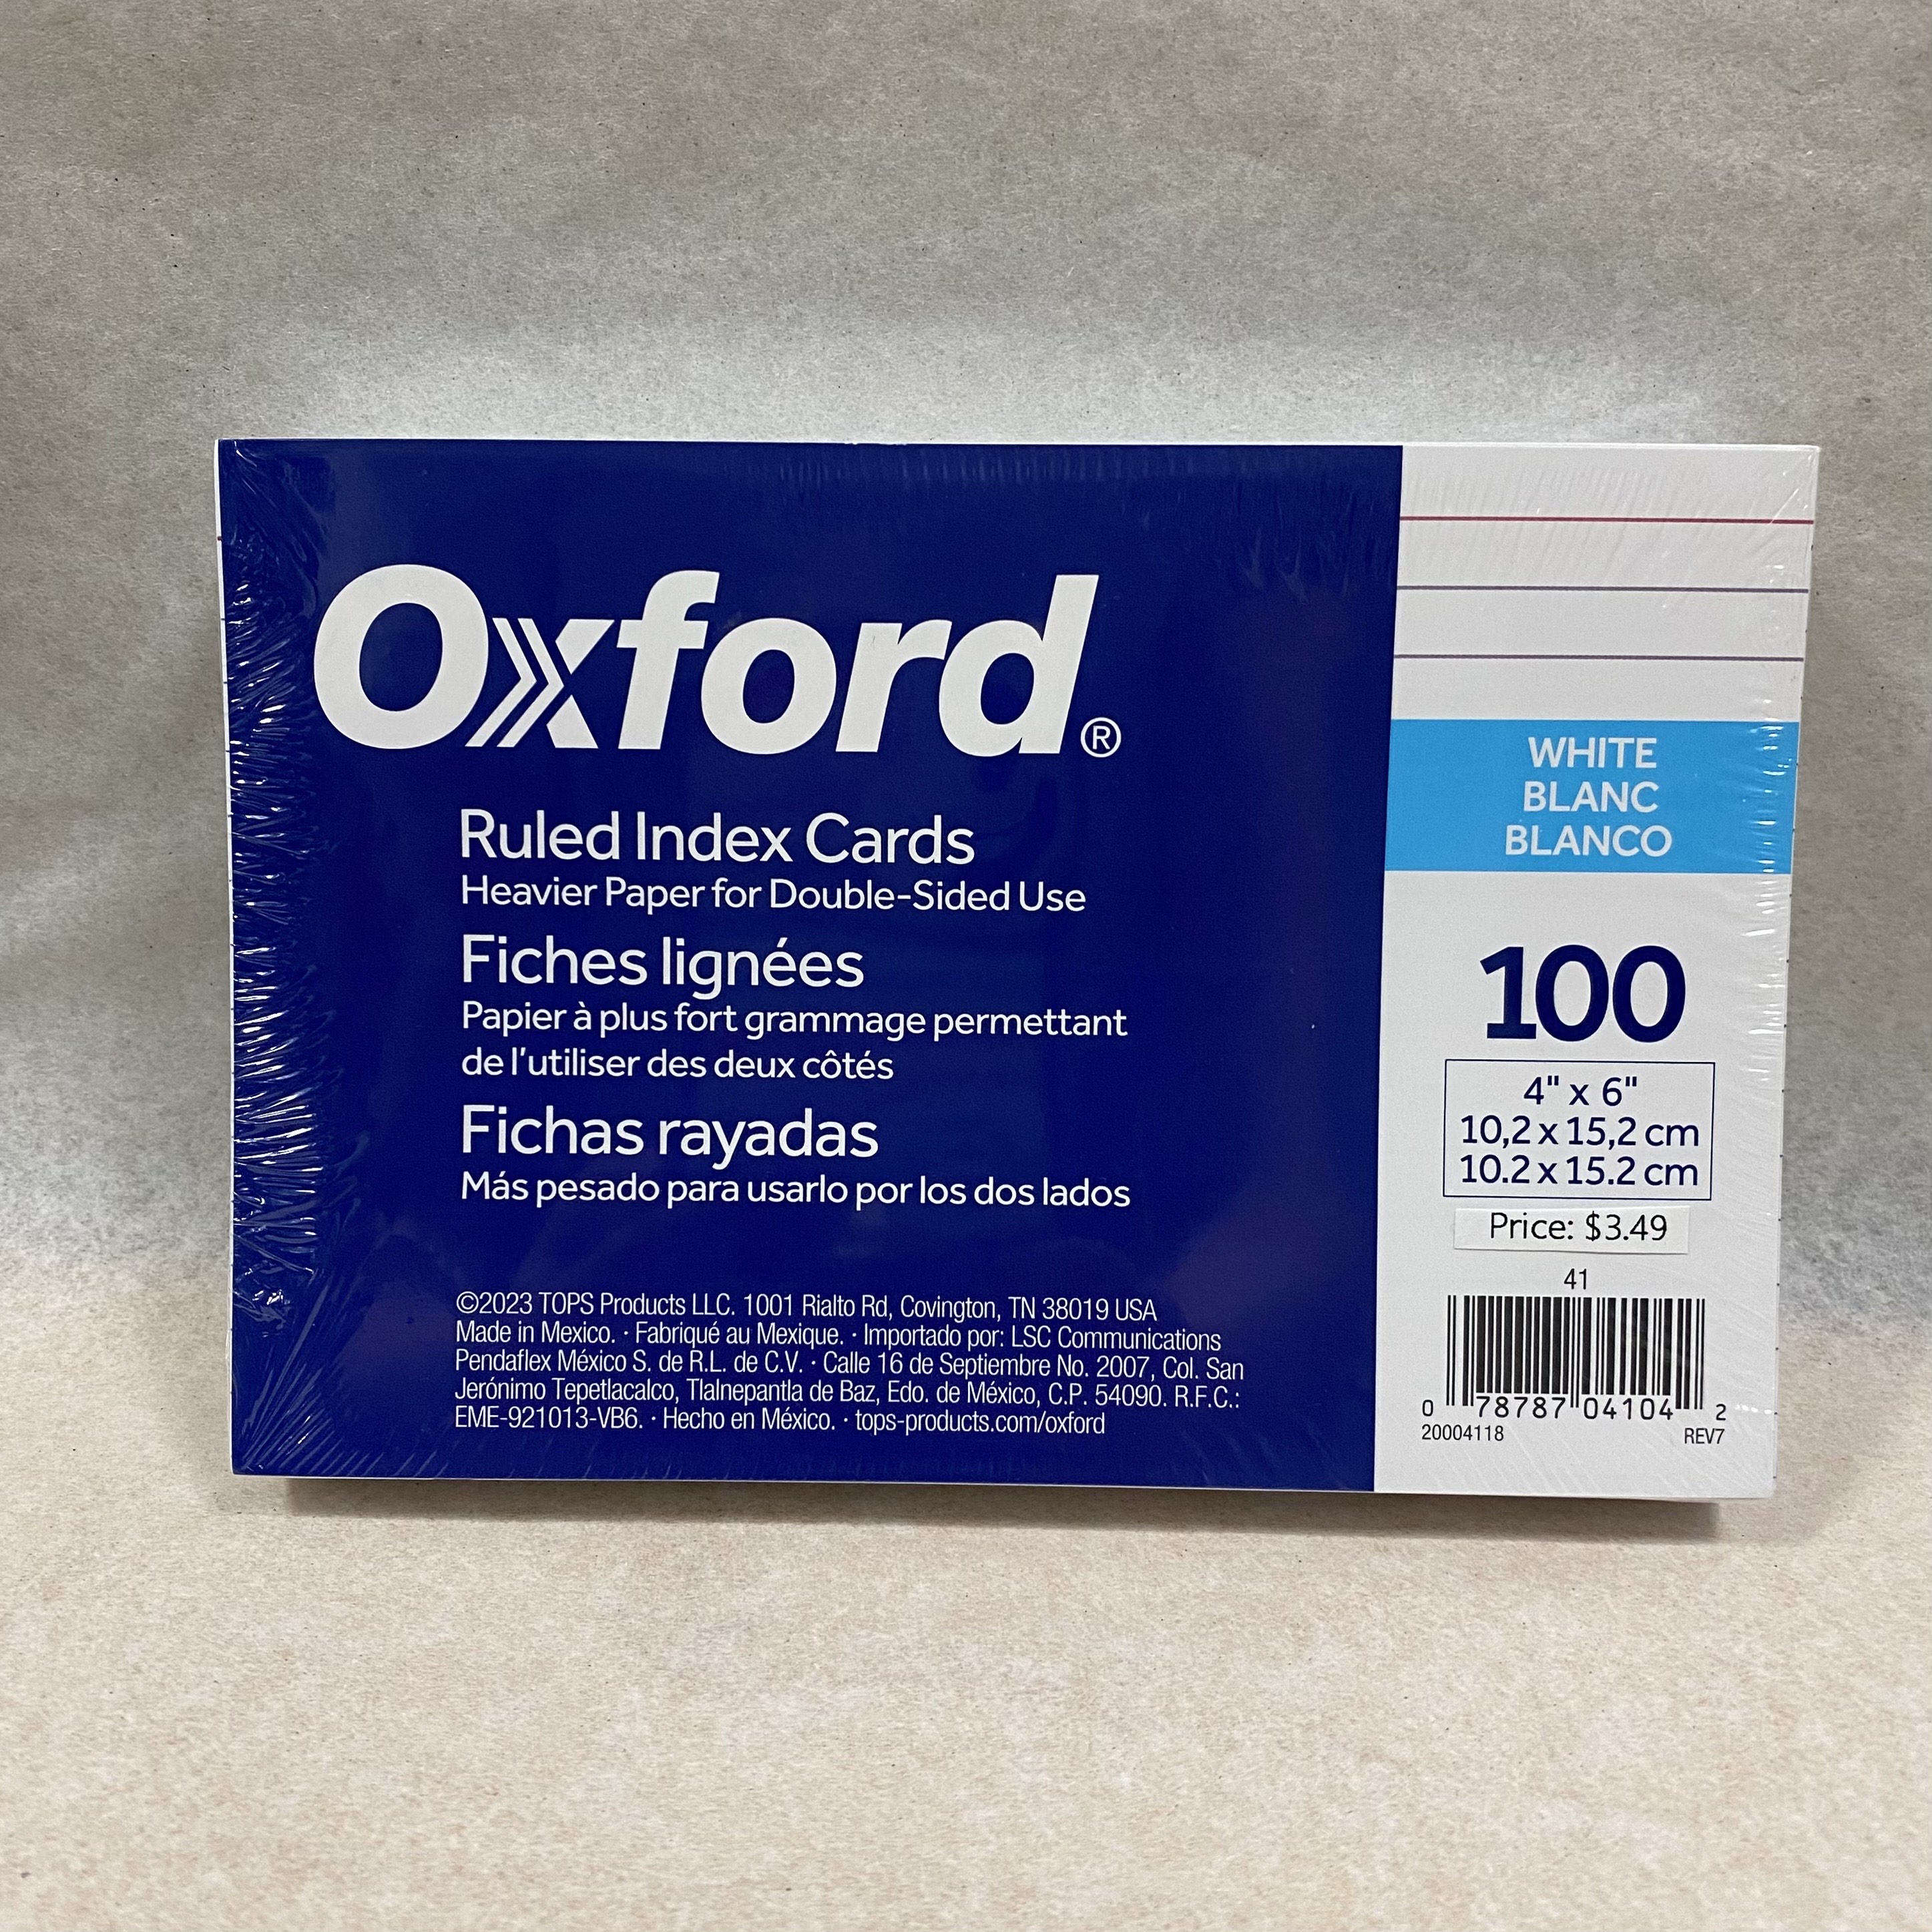 Oxford®
Ruled Index Cards
Heavier Paper for Double-Sided Use
Fiches lignées
Papier à plus fort grammage permettant
de l'utiliser des deux côtés
Fichas rayadas
Más pesado para usarlo por los dos lados
©2023 TOPS Products LLC. 1001 Rialto Rd, Covington, TN 38019 USA
Made in Mexico. · Fabriqué au Mexique. · Importado por: LSC Communications
Pendaflex México S. de R.L. de C.V. · Calle 16 de Septiembre No. 2007, Col. San
Jerónimo Tepetlacalco, Tlalnepantla de Baz, Edo. de México, C.P. 54090. R.F.C.:
EME-921013-VB6. · Hecho en México. · tops-products.com/oxford
WHITE
BLANC
BLANCO
100
4" x 6"
10,2 x 15,2 cm
10.2 x 15.2 cm
Price: $3.49
41
0 78787 04104 2
20004118 REV7